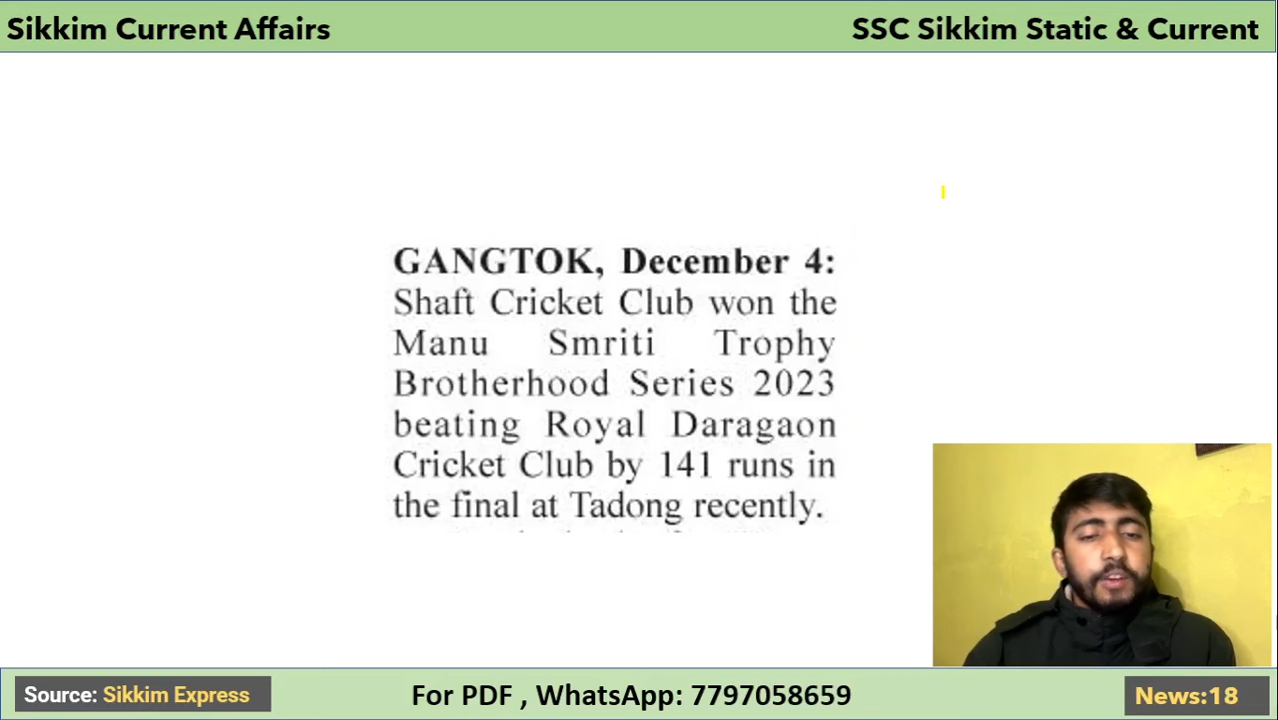 Sikkim Current Affairs
SSC Sikkim Static & Current
GANGTOK, December 4:
Shaft Cricket Club won the
Manu Smriti Trophy
Brotherhood Series 2023
beating Royal Daragaon
Cricket Club by 141 runs in
the final at Tadong recently.
Source: Sikkim Express
For PDF , WhatsApp: 7797058659
News:18